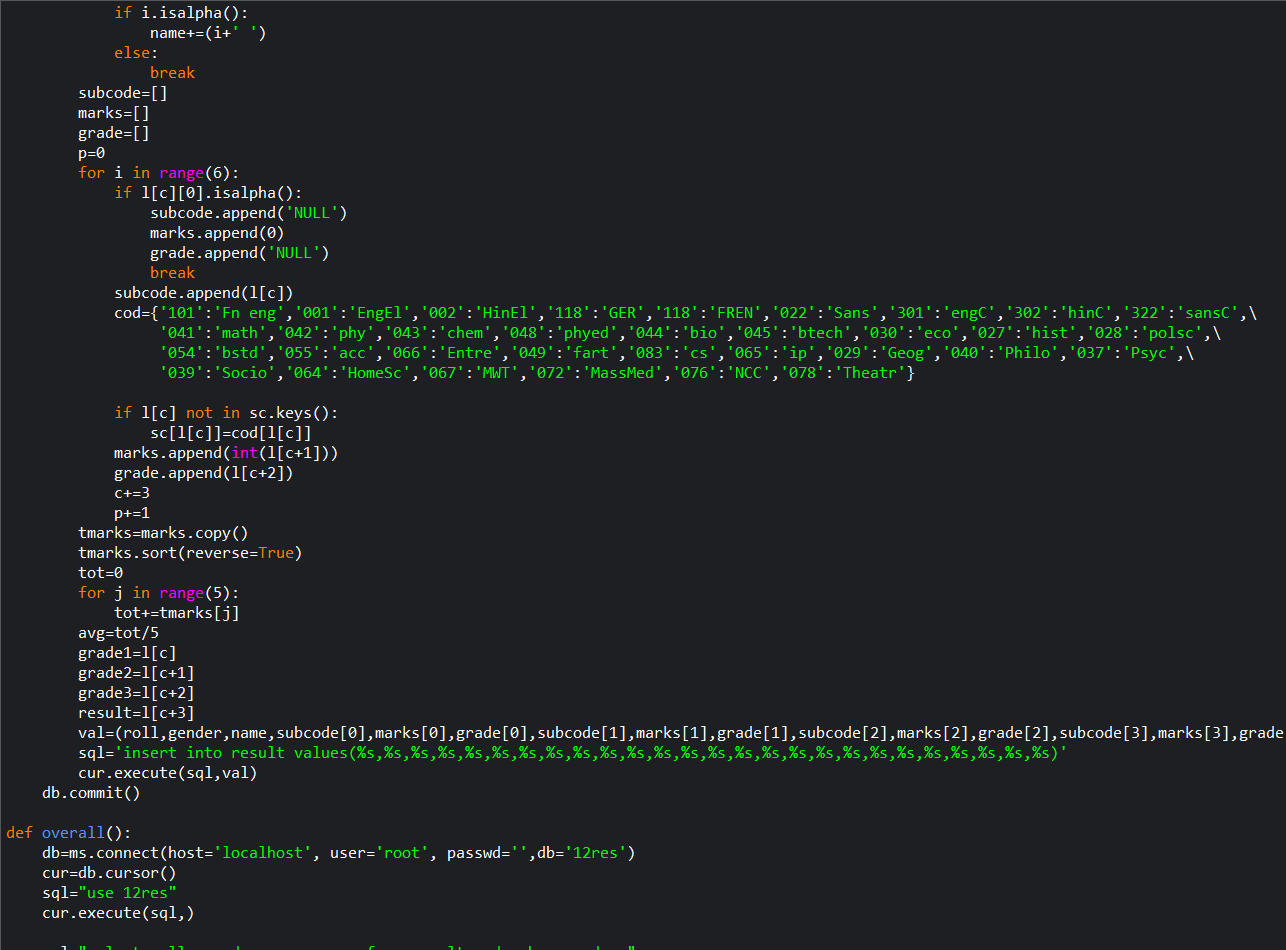 if i.isalpha():
name+=(i+' ')
else:
break
subcode=[]
marks=[]
grade=[]
p=0
for i in range(6):
if l[c][0].isalpha():
subcode.append('NULL')
marks.append(0)
grade.append('NULL')
break
subcode.append(l[c])
cod={'101':'Fn eng','001':'EngEl','002':'HinEl','118':'GER','118':'FREN','022':'Sans','301':'engC','302':'hinC','322':'sansC',\
'041':'math','042':'phy','043':'chem','048':'phyed','044':'bio','045':'btech','030':'eco','027':'hist','028':'polsc',\
'054':'bstd','055':'acc','066':'Entre','049':'fart','083':'cs','065':'ip','029':'Geog','040':'Philo','037':'Psyc',\
'039':'Socio','064':'HomeSc','067':'MWT','072':'MassMed','076':'NCC','078':'Theatr'}
if l[c] not in sc.keys():
sc[l[c]]=cod[l[c]]
marks.append(int(l[c+1]))
grade.append(l[c+2])
c+=3
p+=1
tmarks=marks.copy()
tmarks.sort(reverse=True)
tot=0
for j in range(5):
tot+=tmarks[j]
avg=tot/5
grade1=l[c]
grade2=l[c+1]
grade3=l[c+2]
result=l[c+3]
val=(roll,gender,name,subcode[0],marks[0],grade[0],subcode[1],marks[1],grade[1],subcode[2],marks[2],grade[2],subcode[3],marks[3],grade
sql='insert into result values(%s,%s,%s,%s,%s,%s,%s,%s,%s,%s,%s,%s,%s,%s,%s,%s,%s,%s,%s,%s,%s,%s,%s,%s,%s,%s)'
cur.execute(sql,val)
db.commit()
def overall():
db=ms.connect(host='localhost', user='root', passwd='',db='12res')
cur=db.cursor()
sql="use 12res"
cur.execute(sql,)